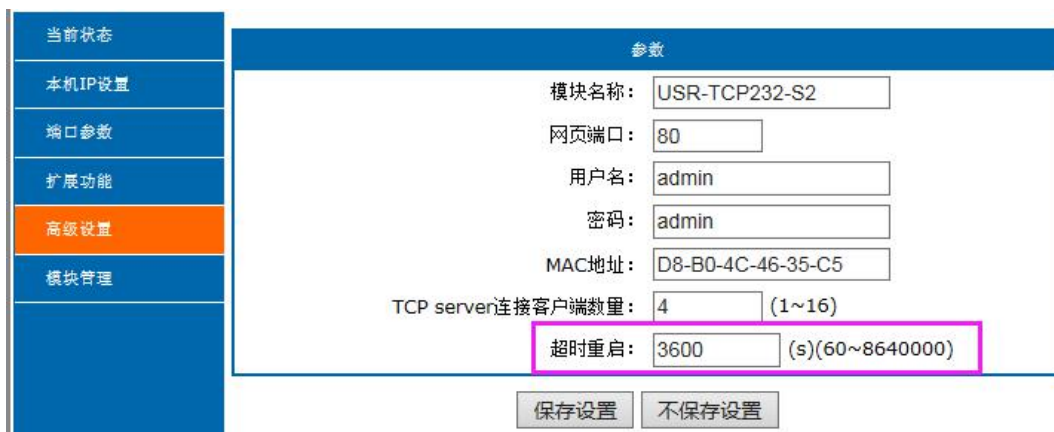 当前状态
本机IP设置
端口参数
扩展功能
高级设置
模块管理
参数
模块名称： USR-TCP232-S2
网页端口： 80
用户名： admin
密码： admin
MAC地址： D8-B0-4C-46-35-C5
TCP server连接客户端数量： 4 (1~16)
超时重启： 3600 (s)(60~8640000)
保存设置 不保存设置